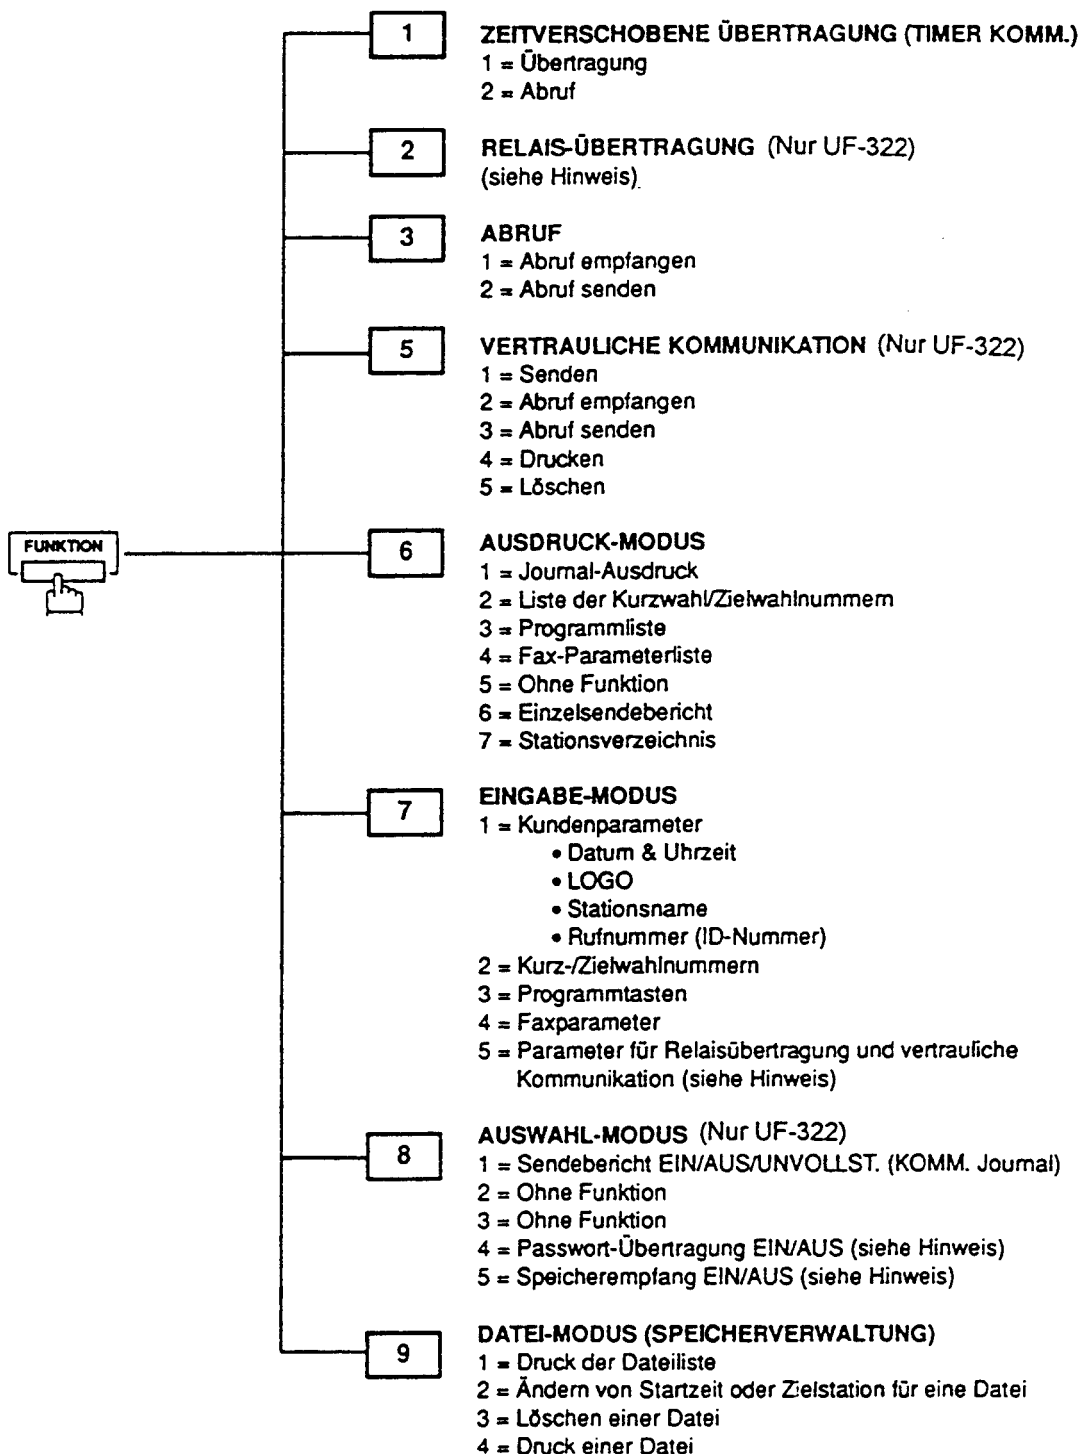 1 ZEITVERSCHOBENE ÜBERTRAGUNG (TIMER KOMM.)
1 = Übertragung
2 = Abruf
2 RELAIS-ÜBERTRAGUNG (Nur UF-322)
(siehe Hinweis)
3 ABRUF
1 = Abruf empfangen
2 = Abruf senden
5 VERTRAULICHE KOMMUNIKATION (Nur UF-322)
1 = Senden
2 = Abruf empfangen
3 = Abruf senden
4 = Drucken
5 = Löschen
FUNKTION
6 AUSDRUCK-MODUS
1 = Journal-Ausdruck
2 = Liste der Kurzwahl/Zielwahlnummern
3 = Programmliste
4 = Fax-Parameterliste
5 = Ohne Funktion
6 = Einzelsendebericht
7 = Stationsverzeichnis
7 EINGABE-MODUS
1 = Kundenparameter
• Datum & Uhrzeit
• LOGO
• Stationsname
• Rufnummer (ID-Nummer)
2 = Kurz-/Zielwahlnummern
3 = Programmtasten
4 = Faxparameter
5 = Parameter für Relaisübertragung und vertrauliche
Kommunikation (siehe Hinweis)
8 AUSWAHL-MODUS (Nur UF-322)
1 = Sendebericht EIN/AUS/UNVOLLST. (KOMM. Journal)
2 = Ohne Funktion
3 = Ohne Funktion
4 = Passwort-Übertragung EIN/AUS (siehe Hinweis)
5 = Speicherempfang EIN/AUS (siehe Hinweis)
9 DATEI-MODUS (SPEICHERVERWALTUNG)
1 = Druck der Dateiliste
2 = Ändern von Startzeit oder Zielstation für eine Datei
3 = Löschen einer Datei
4 = Druck einer Datei